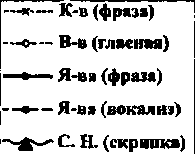 К-в (фраза)
В-в (гласная)
Я-ва (фраза)
Я-ва (вокализ)
С. Н. (скрипка)